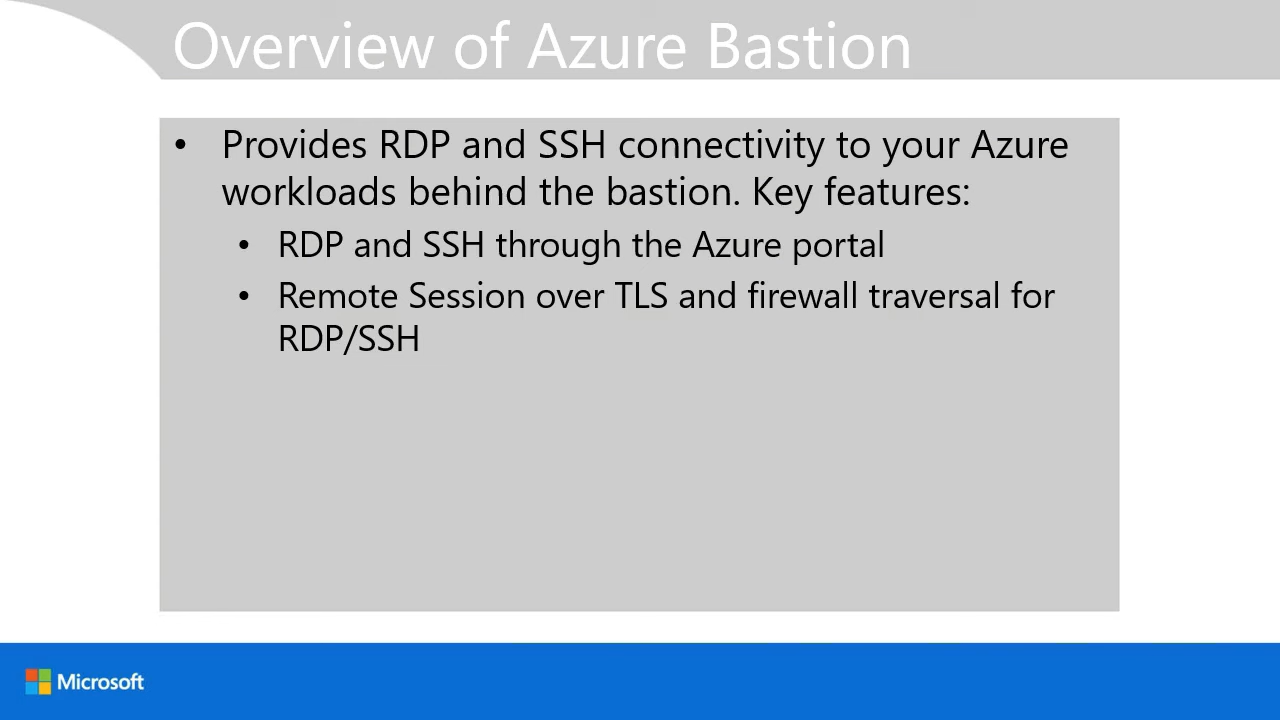 Overview of Azure Bastion
• Provides RDP and SSH connectivity to your Azure
workloads behind the bastion. Key features:
• RDP and SSH through the Azure portal
• Remote Session over TLS and firewall traversal for
RDP/SSH
Microsoft